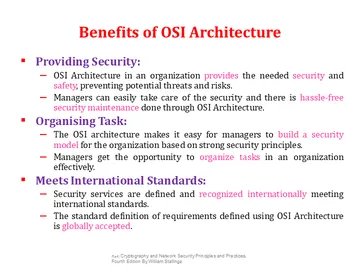 Benefits of OSI Architecture
▪ Providing Security:
– OSI Architecture in an organization provides the needed security and
safety, preventing potential threats and risks.
– Managers can easily take care of the security and there is hassle-free
security maintenance done through OSI Architecture.
▪ Organising Task:
– The OSI architecture makes it easy for managers to build a security
model for the organization based on strong security principles.
– Managers get the opportunity to organize tasks in an organization
effectively.
▪ Meets International Standards:
– Security services are defined and recognized internationally meeting
international standards.
– The standard definition of requirements defined using OSI Architecture
is globally accepted.
Cryptography and Network Security Principles and Practices,
Fourth Edition By William Stallings